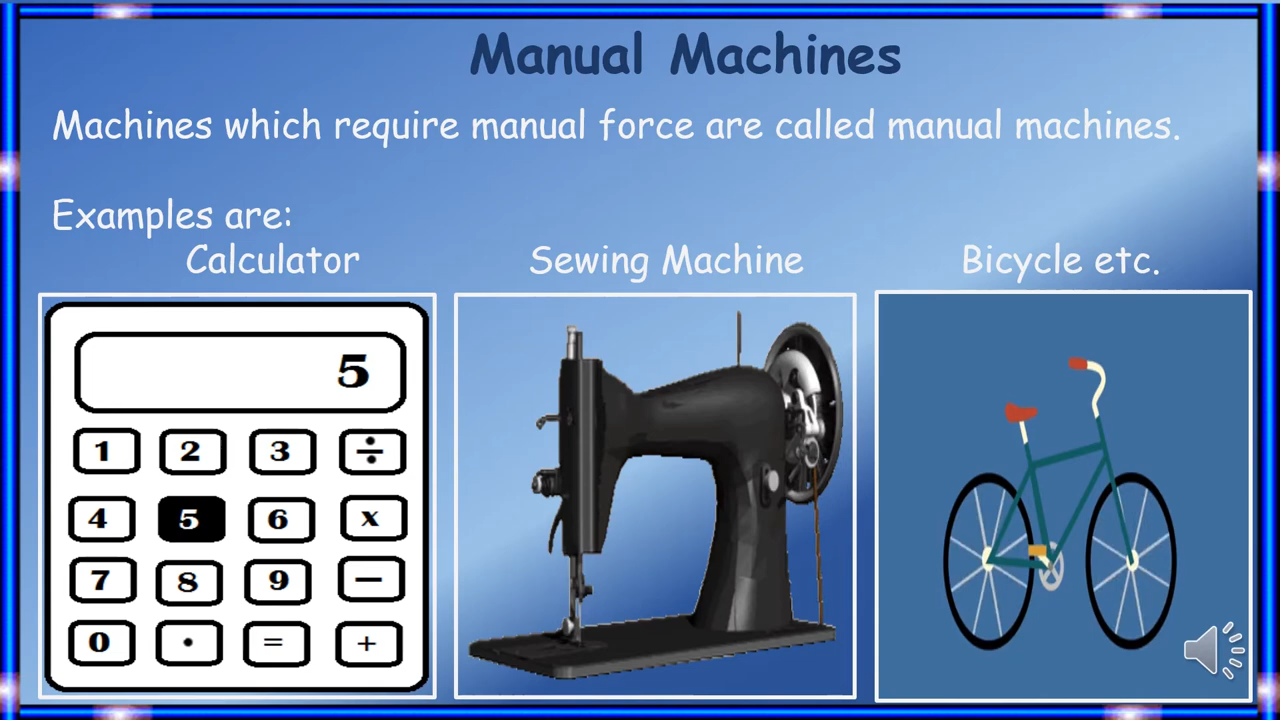 Manual Machines
Machines which require manual force are called manual machines.
Examples are:
Calculator Sewing Machine Bicycle etc.
5
1 2 3 ÷
4 5 6 x
7 8 9 −
0 . = +